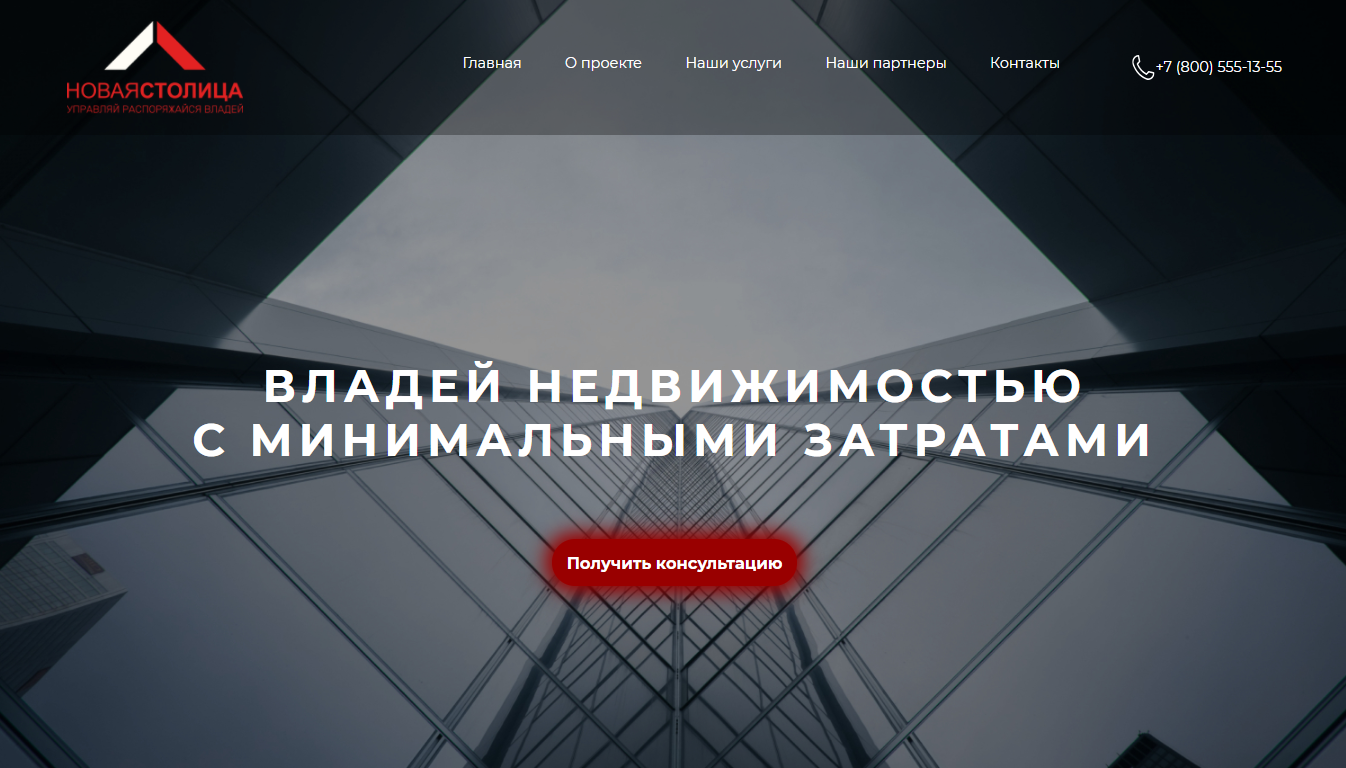 НОВАЯСТОЛИЦА
УПРАВЛЯЙ РАСПОРЯЖАЙСЯ ВЛАДЕЙ
Главная
О проекте
Наши услуги
Наши партнеры
Контакты
+7 (800) 555-13-55
ВЛАДЕЙ НЕДВИЖИМОСТЬЮ
С МИНИМАЛЬНЫМИ ЗАТРАТАМИ
Получить консультацию